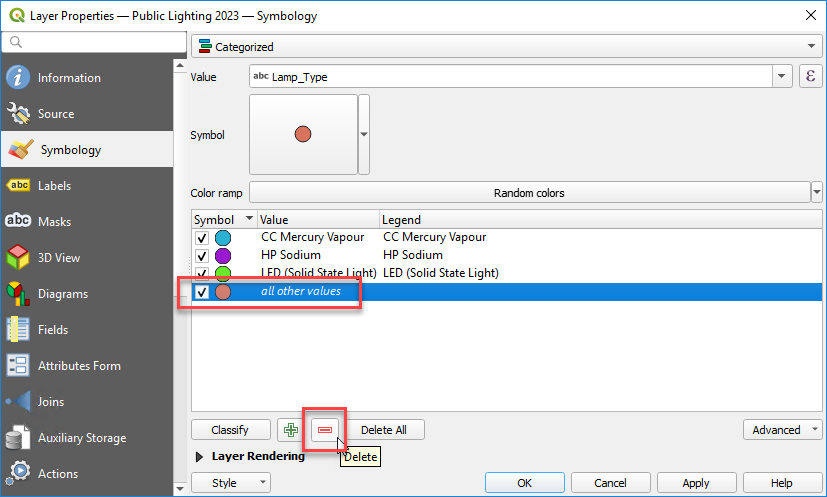 Layer Properties — Public Lighting 2023 — Symbology
Categorized
Information
Value
abc Lamp_Type
ε
Source
Symbology
Symbol
Labels
Color ramp
Random colors
Masks
Symbol Value Legend
CC Mercury Vapour CC Mercury Vapour
3D View
HP Sodium HP Sodium
LED (Solid State Light) LED (Solid State Light)
Diagrams
all other values
Fields
Attributes Form
Joins
Auxiliary Storage
Classify
Delete All
Advanced
Layer Rendering
Delete
Actions
Style
OK
Cancel
Apply
Help
abc
abc